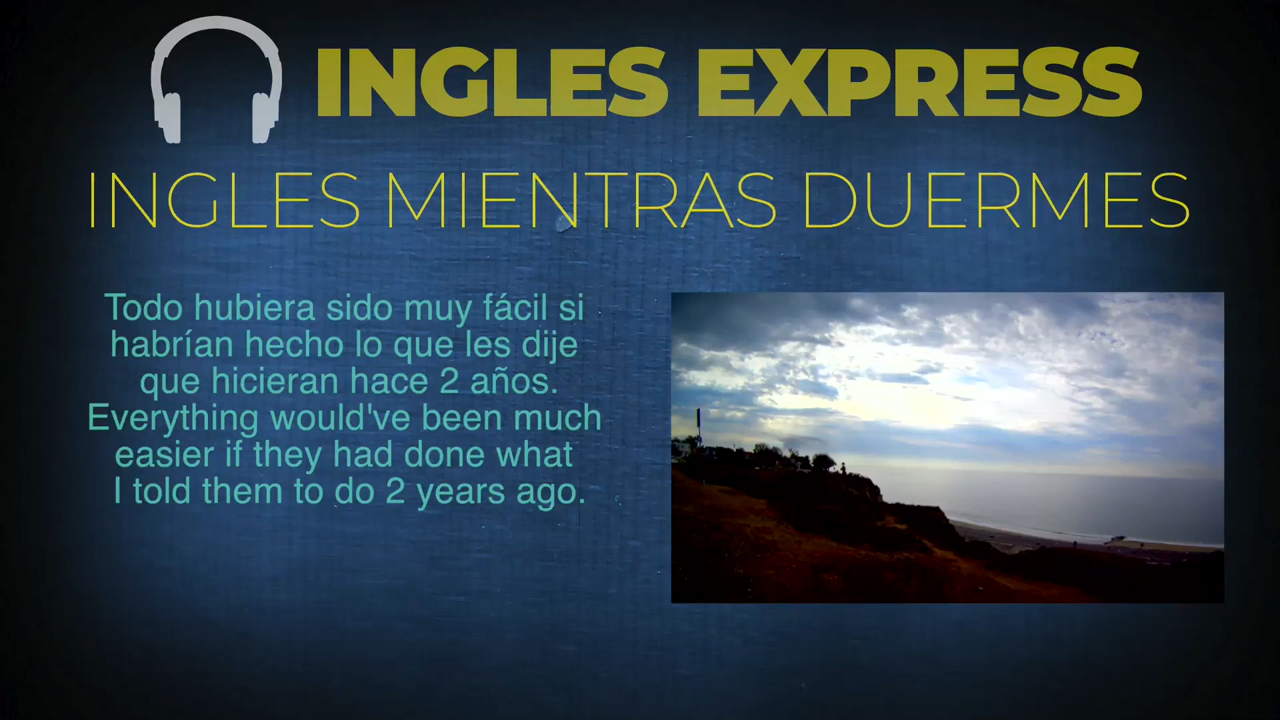 INGLES EXPRESS
INGLES MIENTRAS DUERMES
Todo hubiera sido muy fácil si
habrían hecho lo que les dije
que hicieran hace 2 años.
Everything would've been much
easier if they had done what
I told them to do 2 years ago.